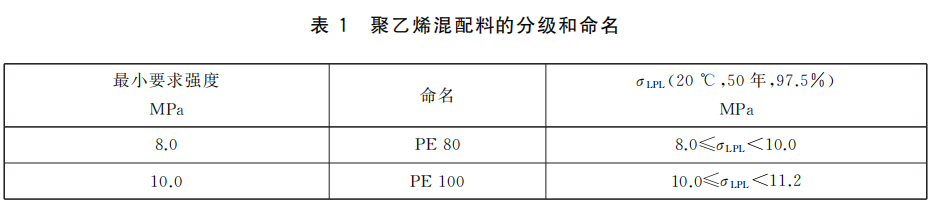 表 1 聚乙烯混配料的分级和命名
最小要求强度
MPa
命名
σLPL(20 ℃,50 年,97.5%)
MPa
8.0
PE 80
8.0≤σLPL<10.0
10.0
PE 100
10.0≤σLPL<11.2